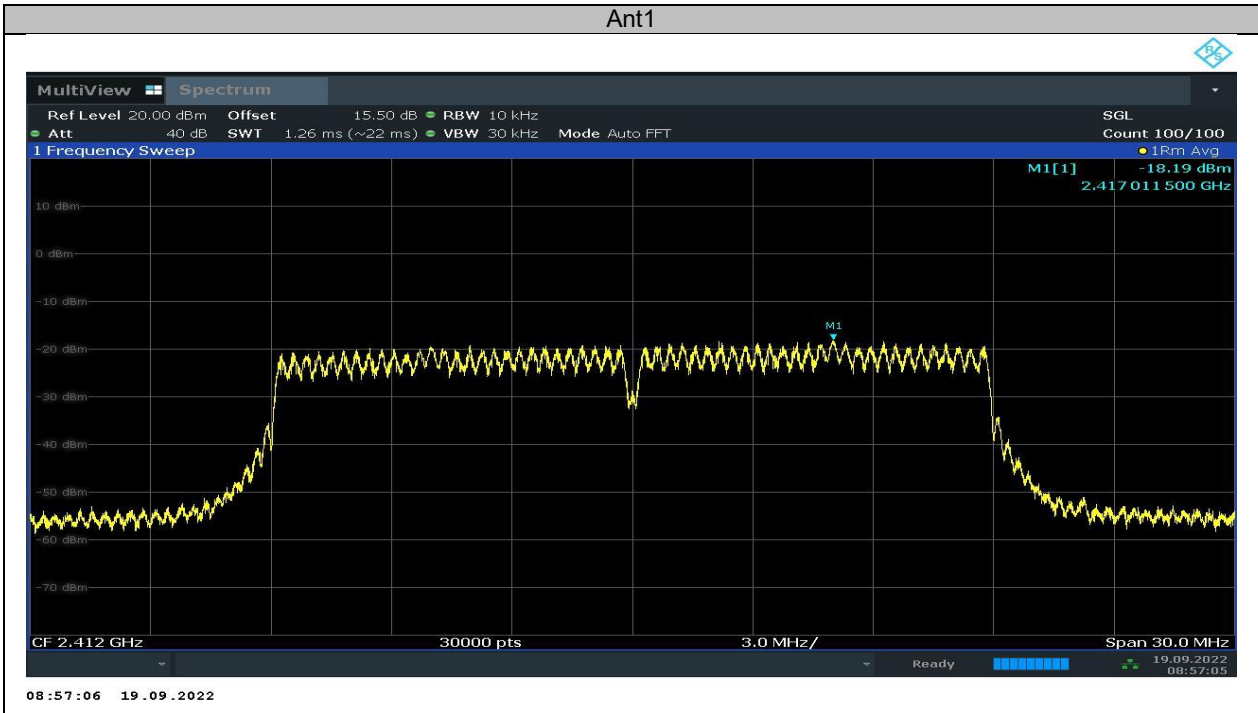 Ant1
R&S
MultiView Spectrum
Ref Level 20.00 dBm Offset 15.50 dB RBW 10 kHz SGL
Att 40 dB SWT 1.26 ms (~22 ms) VBW 30 kHz Mode Auto FFT Count 100/100
1 Frequency Sweep 1Rm Avg
M1[1] -18.19 dBm
2.417 011 500 GHz
10 dBm
0 dBm
-10 dBm
M1
-20 dBm
-30 dBm
-40 dBm
-50 dBm
-60 dBm
-70 dBm
CF 2.412 GHz 30000 pts 3.0 MHz/ Span 30.0 MHz
Ready 19.09.2022
08:57:05
08:57:06 19.09.2022